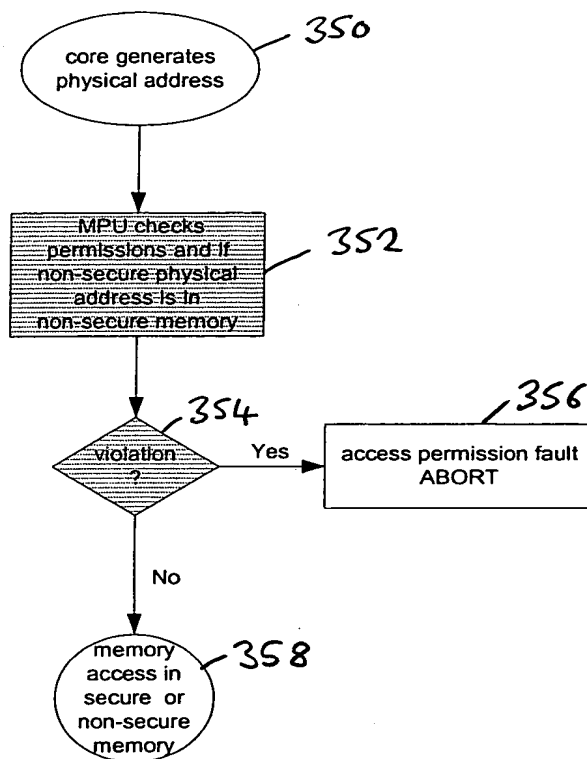 core generates
physical address
350
MPU checks
permissions and if
non-secure physical
address is in
non-secure memory
352
violation
?
354
Yes
access permission fault
ABORT
356
No
memory
access in
secure or
non-secure
memory
358